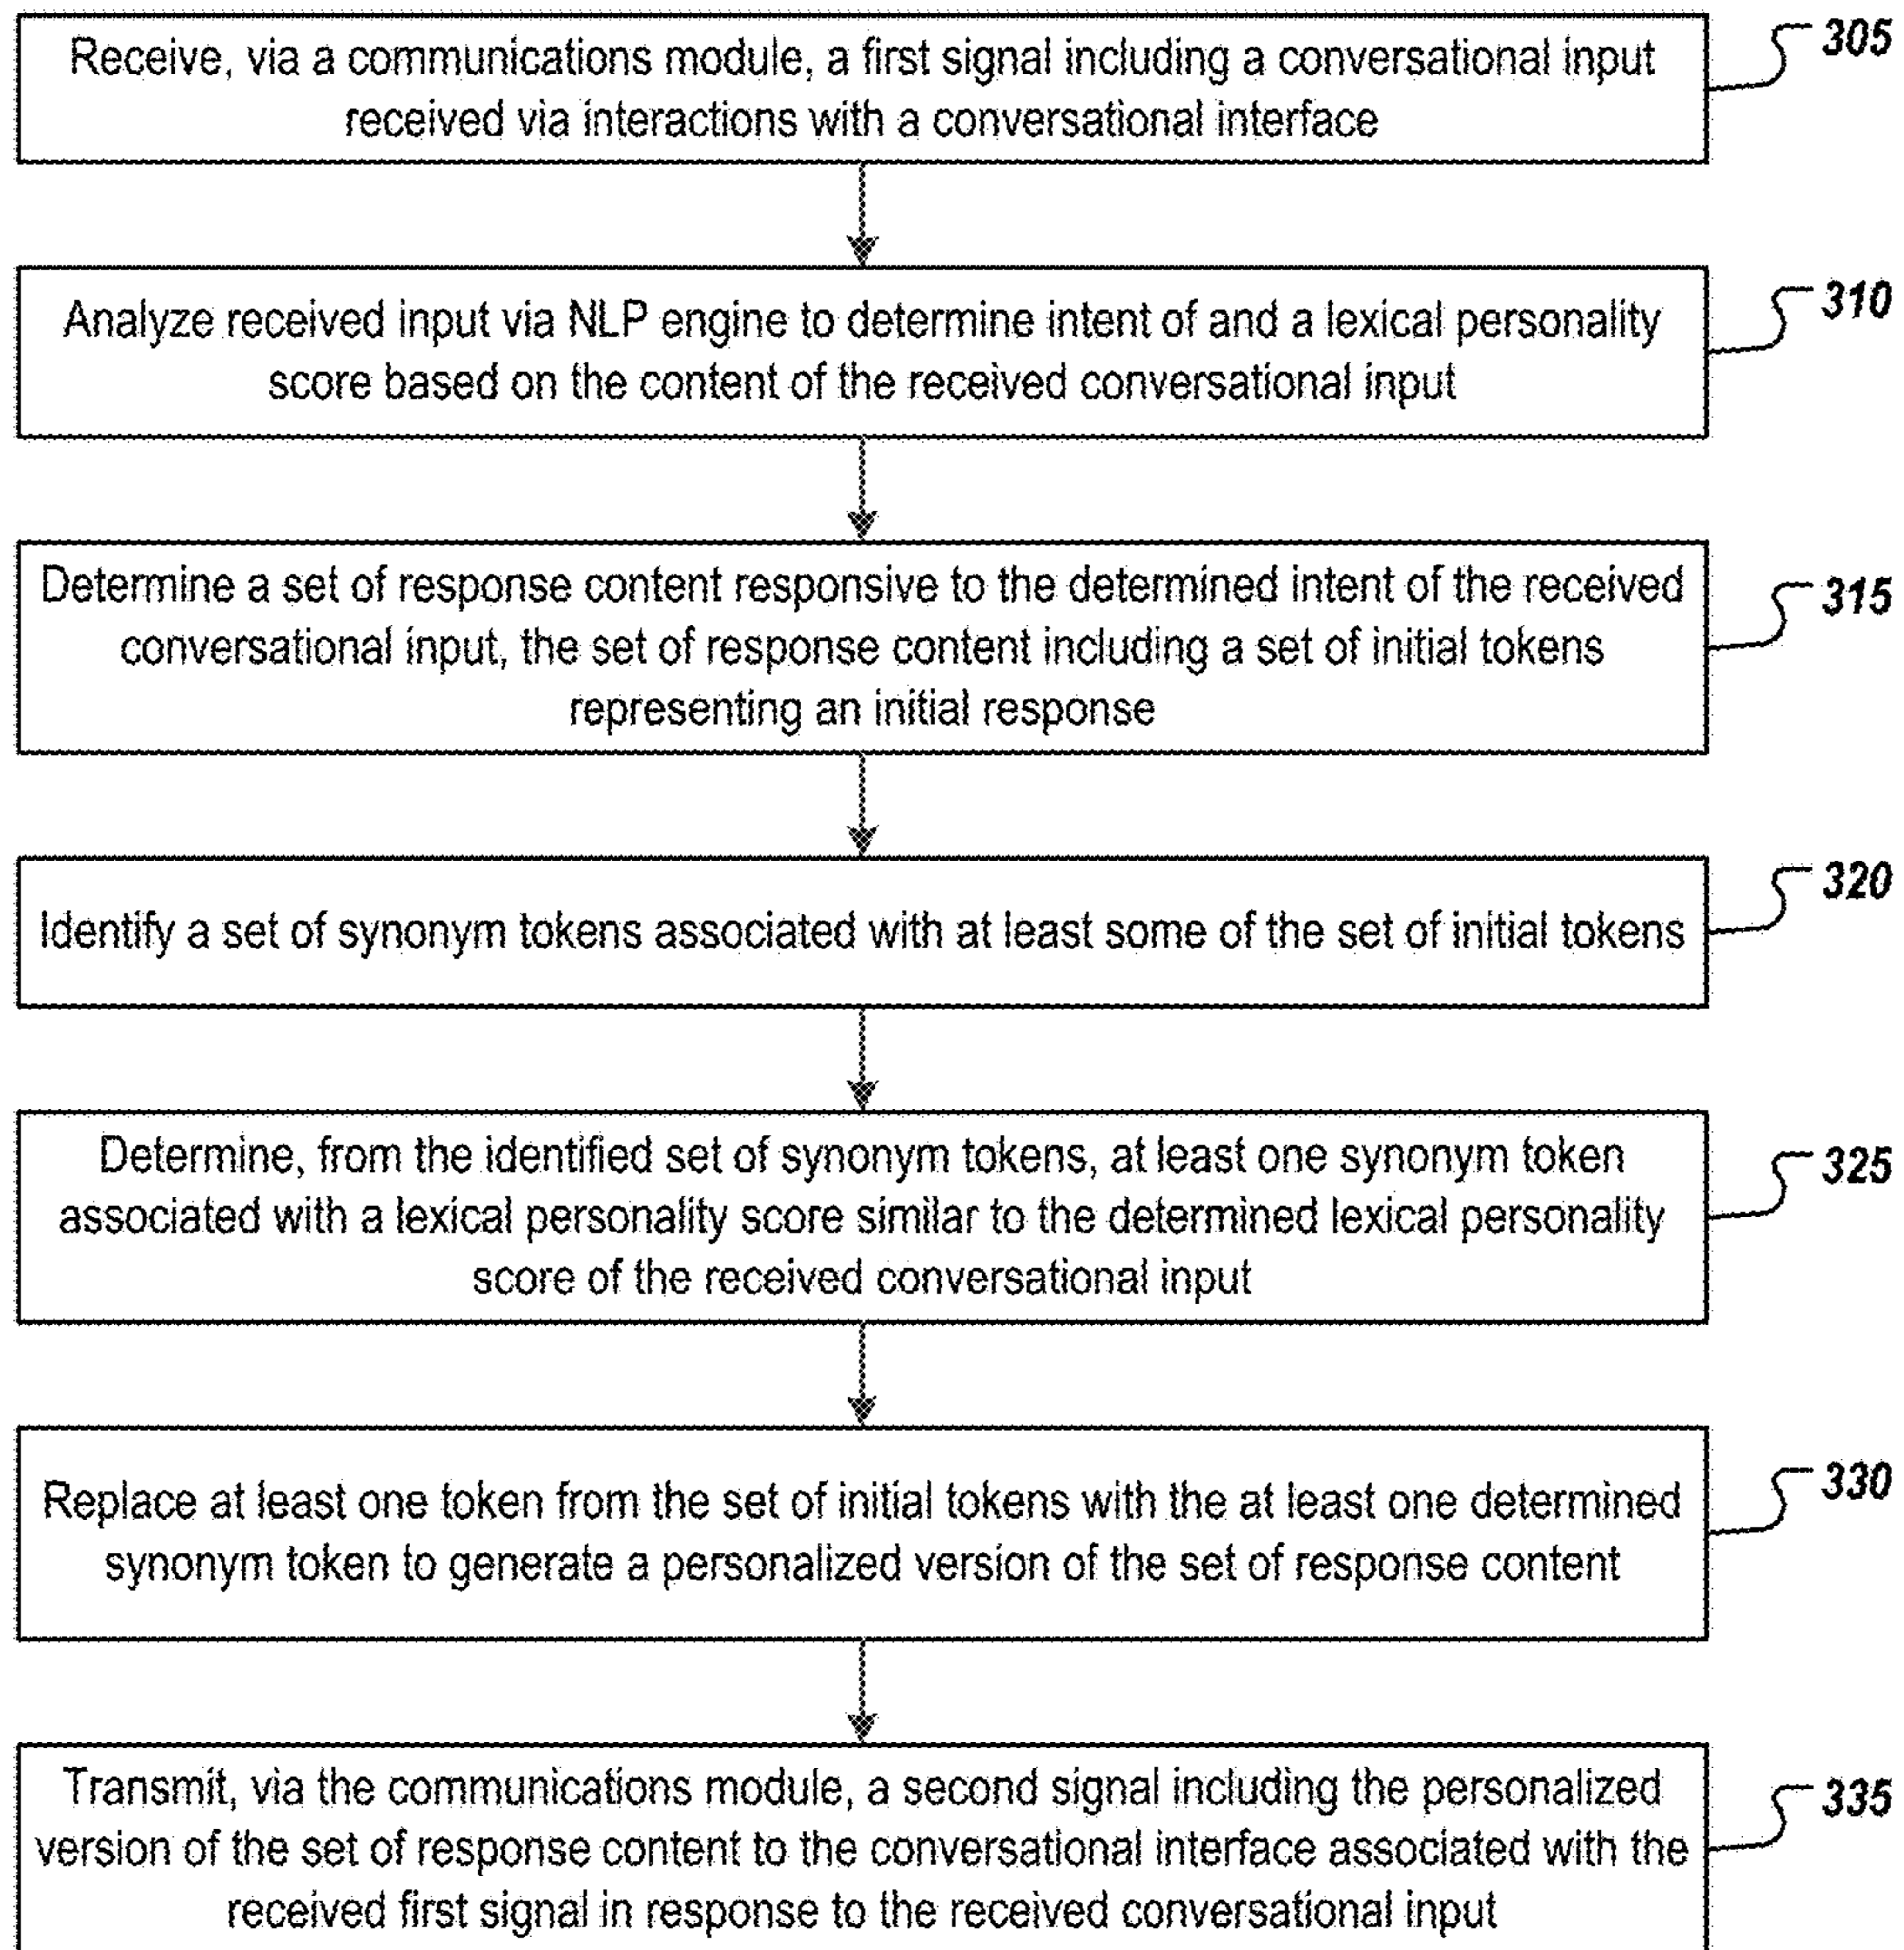 Receive, via a communications module, a first signal including a conversational input
received via interactions with a conversational interface
305
Analyze received input via NLP engine to determine intent of and a lexical personality
score based on the content of the received conversational input
310
Determine a set of response content responsive to the determined intent of the received
conversational input, the set of response content including a set of initial tokens
representing an initial response
315
Identify a set of synonym tokens associated with at least some of the set of initial tokens
320
Determine, from the identified set of synonym tokens, at least one synonym token
associated with a lexical personality score similar to the determined lexical personality
score of the received conversational input
325
Replace at least one token from the set of initial tokens with the at least one determined
synonym token to generate a personalized version of the set of response content
330
Transmit, via the communications module, a second signal including the personalized
version of the set of response content to the conversational interface associated with the
received first signal in response to the received conversational input
335